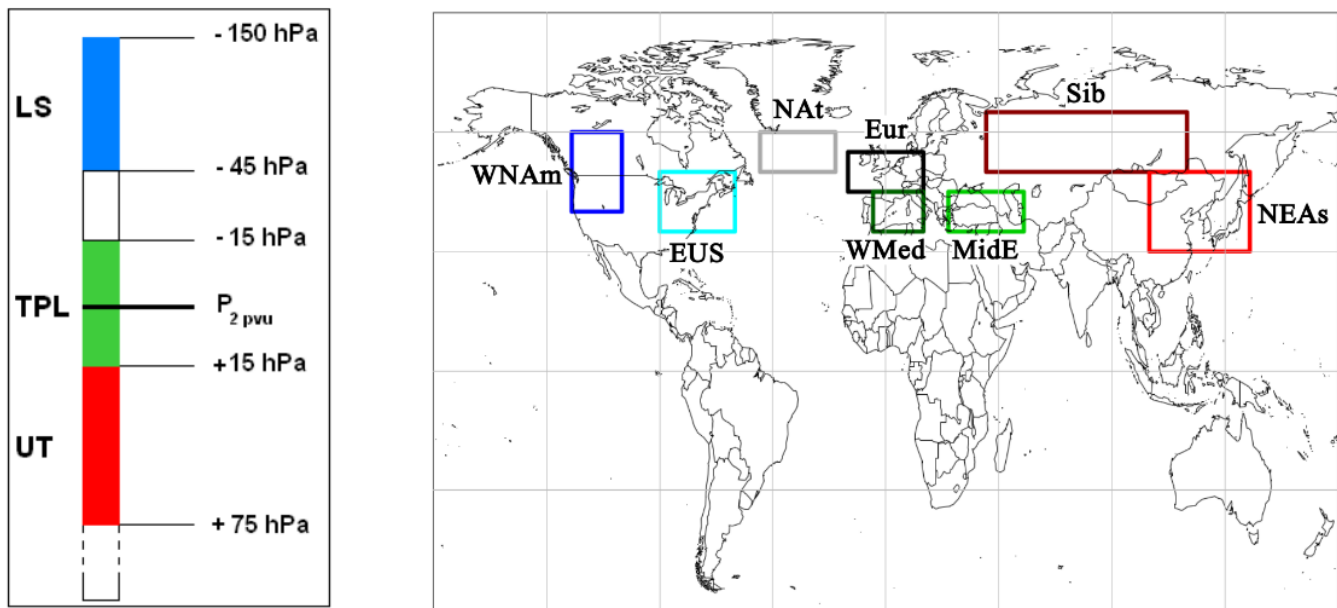 - 150 hPa
LS
- 45 hPa
- 15 hPa
TPL
P2 pvu
+ 15 hPa
UT
+ 75 hPa
Sib
NAt
Eur
WNAm
NEAs
EUS
WMed
MidE